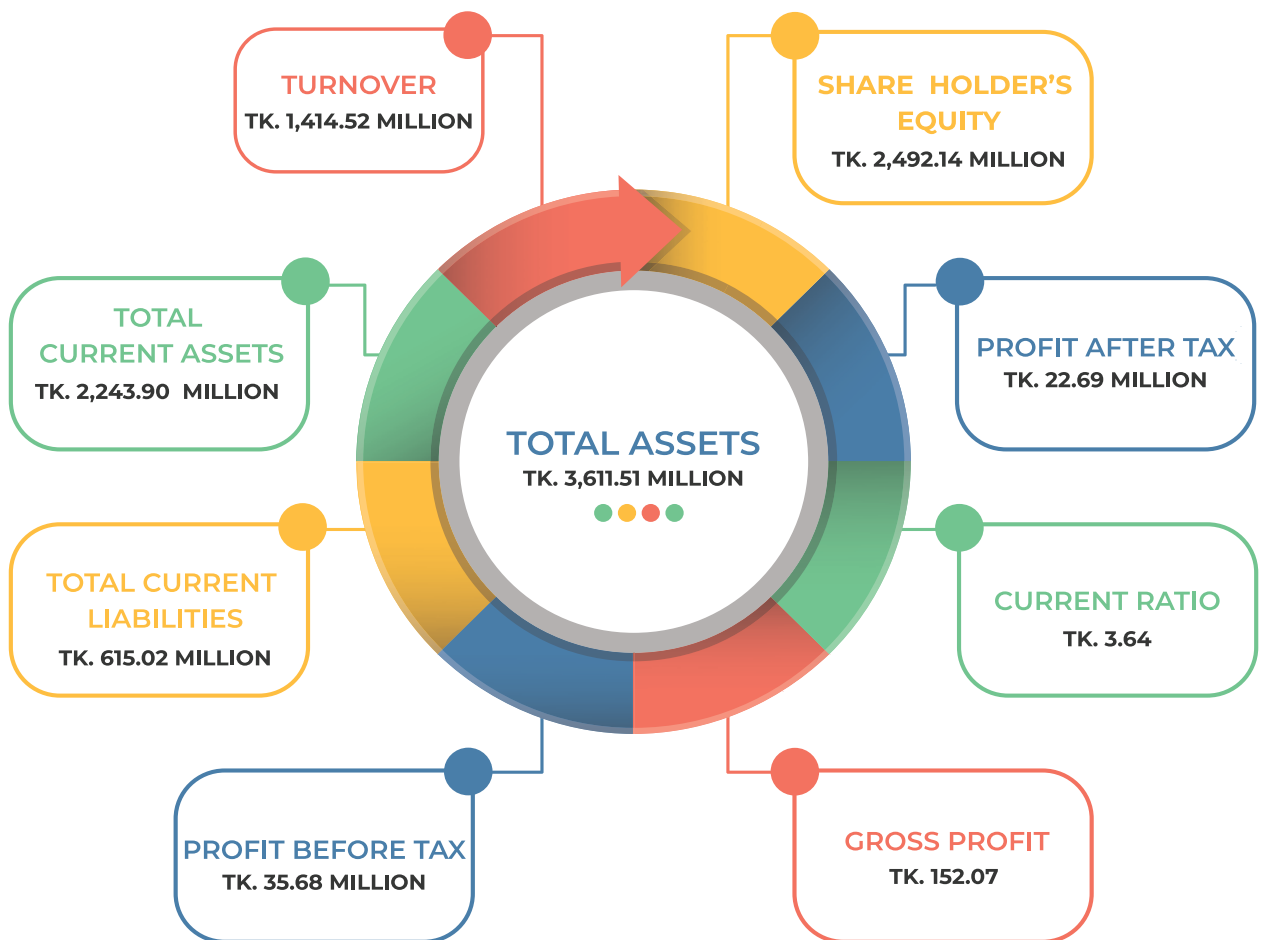 TURNOVER
TK. 1,414.52 MILLION
SHARE HOLDER'S
EQUITY
TK. 2,492.14 MILLION
TOTAL
CURRENT ASSETS
TK. 2,243.90 MILLION
PROFIT AFTER TAX
TK. 22.69 MILLION
TOTAL ASSETS
TK. 3,611.51 MILLION
TOTAL CURRENT
LIABILITIES
TK. 615.02 MILLION
CURRENT RATIO
TK. 3.64
PROFIT BEFORE TAX
TK. 35.68 MILLION
GROSS PROFIT
TK. 152.07